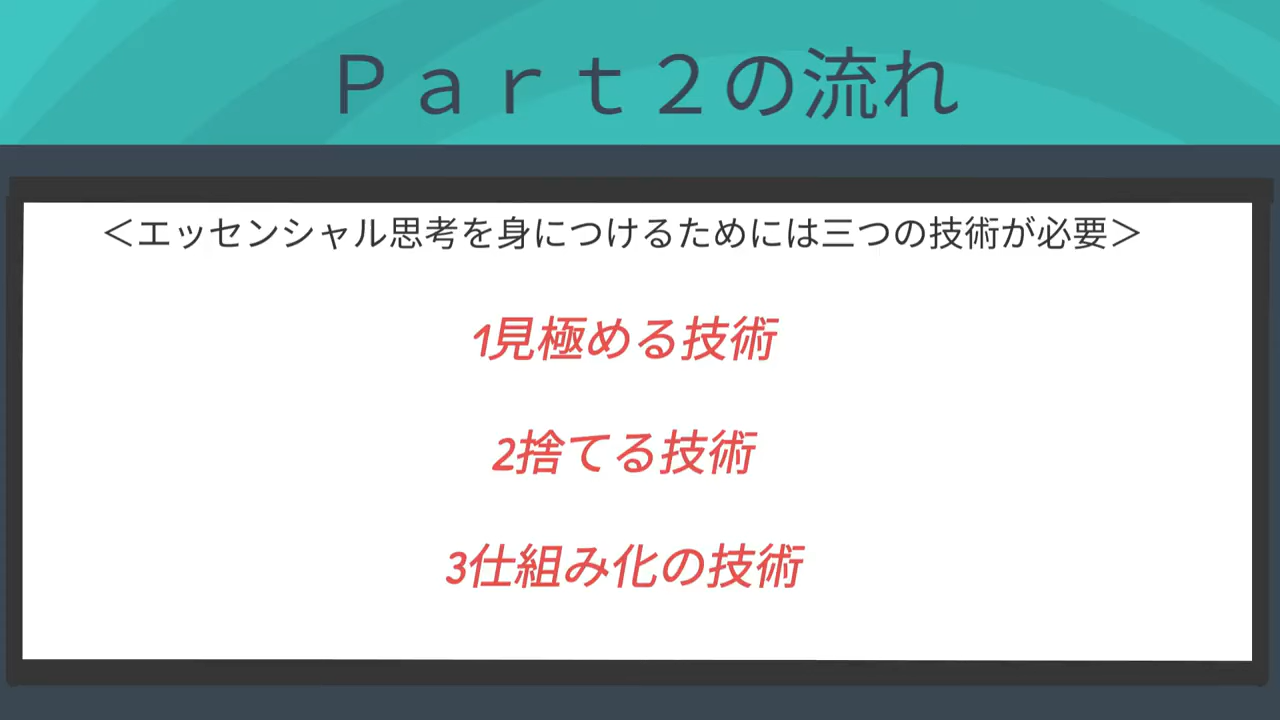 Ｐａｒｔ２の流れ
＜エッセンシャル思考を身につけるためには三つの技術が必要＞
1見極める技術
2捨てる技術
3仕組み化の技術